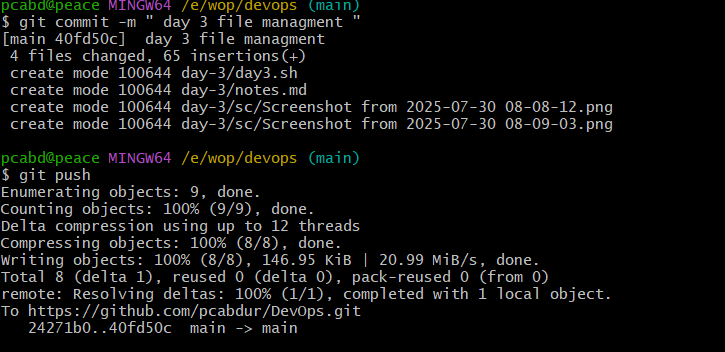 pcabd@peace MINGW64 /e/wop/devops (main)
$ git commit -m " day 3 file managment "
[main 40fd50c]  day 3 file managment
 4 files changed, 65 insertions(+)
 create mode 100644 day-3/day3.sh
 create mode 100644 day-3/notes.md
 create mode 100644 day-3/sc/Screenshot from 2025-07-30 08-08-12.png
 create mode 100644 day-3/sc/Screenshot from 2025-07-30 08-09-03.png
pcabd@peace MINGW64 /e/wop/devops (main)
$ git push
Enumerating objects: 9, done.
Counting objects: 100% (9/9), done.
Delta compression using up to 12 threads
Compressing objects: 100% (8/8), done.
Writing objects: 100% (8/8), 146.95 KiB | 20.99 MiB/s, done.
Total 8 (delta 1), reused 0 (delta 0), pack-reused 0 (from 0)
remote: Resolving deltas: 100% (1/1), completed with 1 local object.
To https://github.com/pcabdur/DevOps.git
   24271b0..40fd50c  main -> main